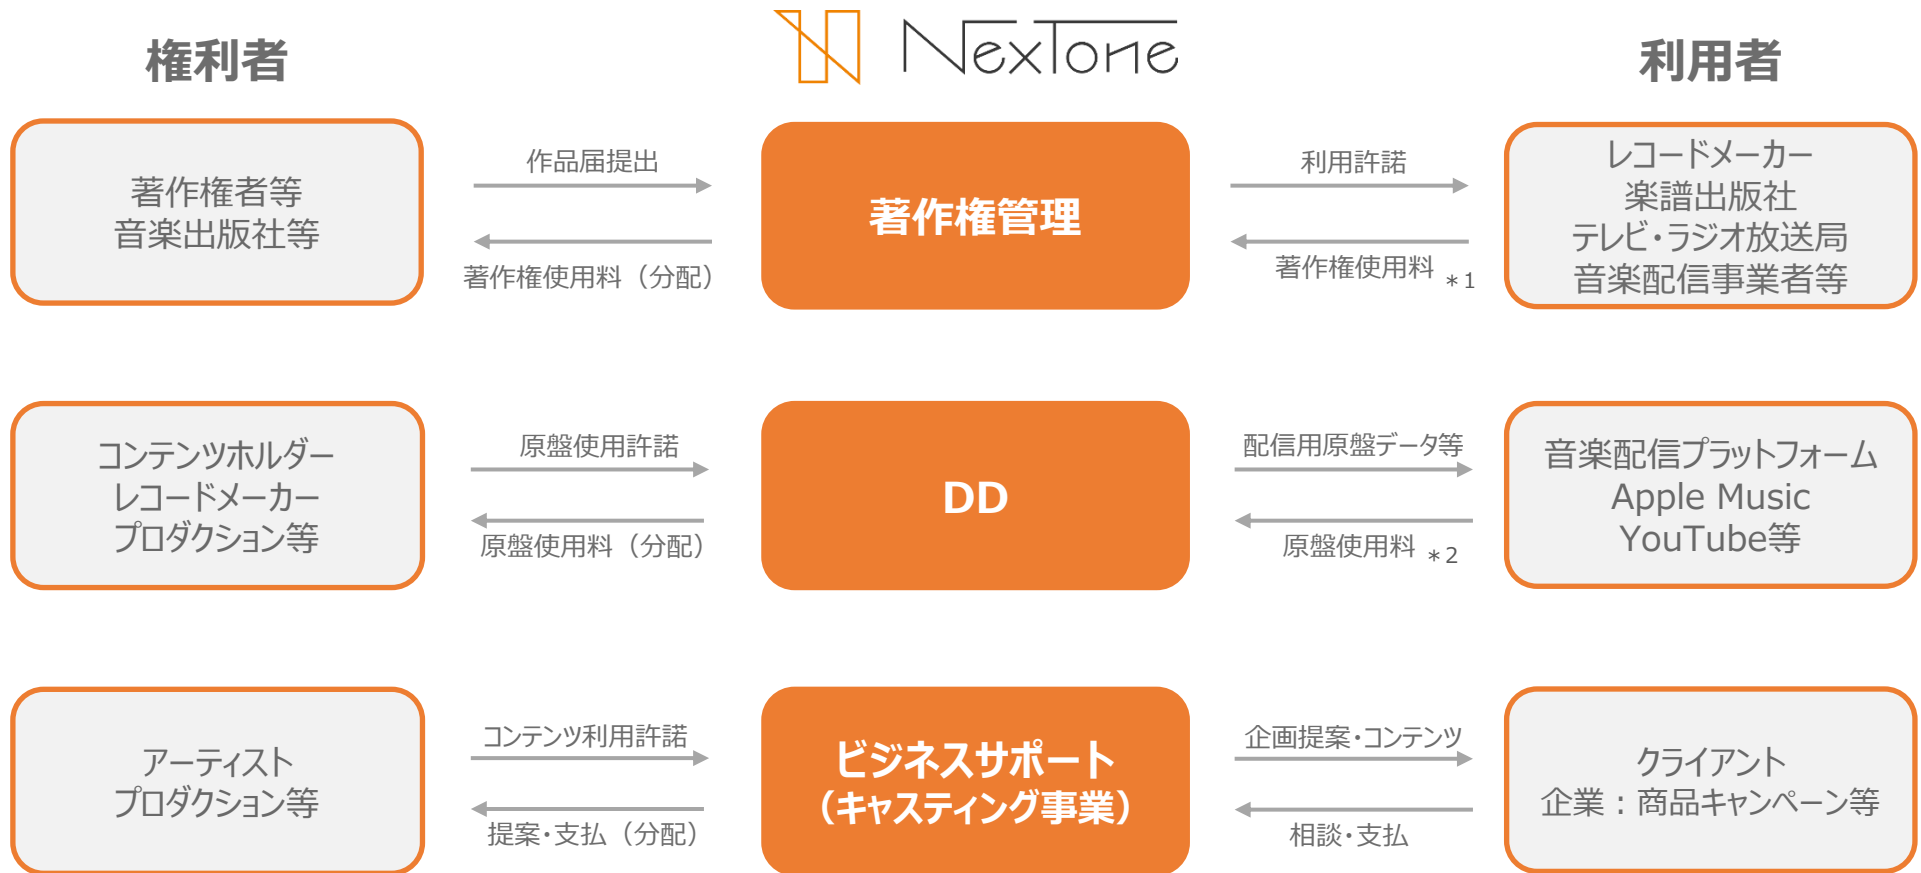 権利者
NexTone
利用者
著作権者等
音楽出版社等
作品届提出
著作権使用料（分配）
著作権管理
利用許諾
著作権使用料 ＊1
レコードメーカー
楽譜出版社
テレビ・ラジオ放送局
音楽配信事業者等
コンテンツホルダー
レコードメーカー
プロダクション等
原盤使用許諾
原盤使用料（分配）
DD
配信用原盤データ等
原盤使用料 ＊2
音楽配信プラットフォーム
Apple Music
YouTube等
アーティスト
プロダクション等
コンテンツ利用許諾
提案・支払（分配）
ビジネスサポート
（キャスティング事業）
企画提案・コンテンツ
相談・支払
クライアント
企業：商品キャンペーン等